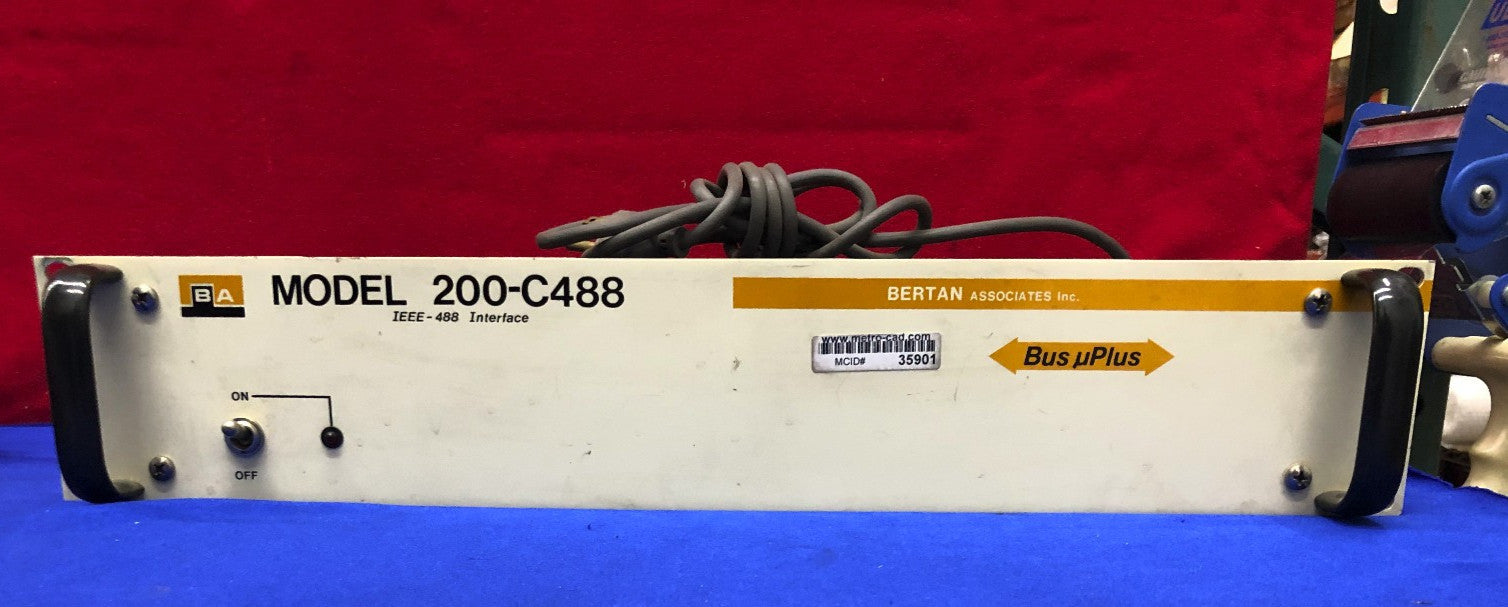 BA
MODEL 200-C488
IEEE-488 Interface
BERTAN ASSOCIATES Inc.
www.metro-cad.com
MCID# 35901
Bus µPlus
ON
OFF